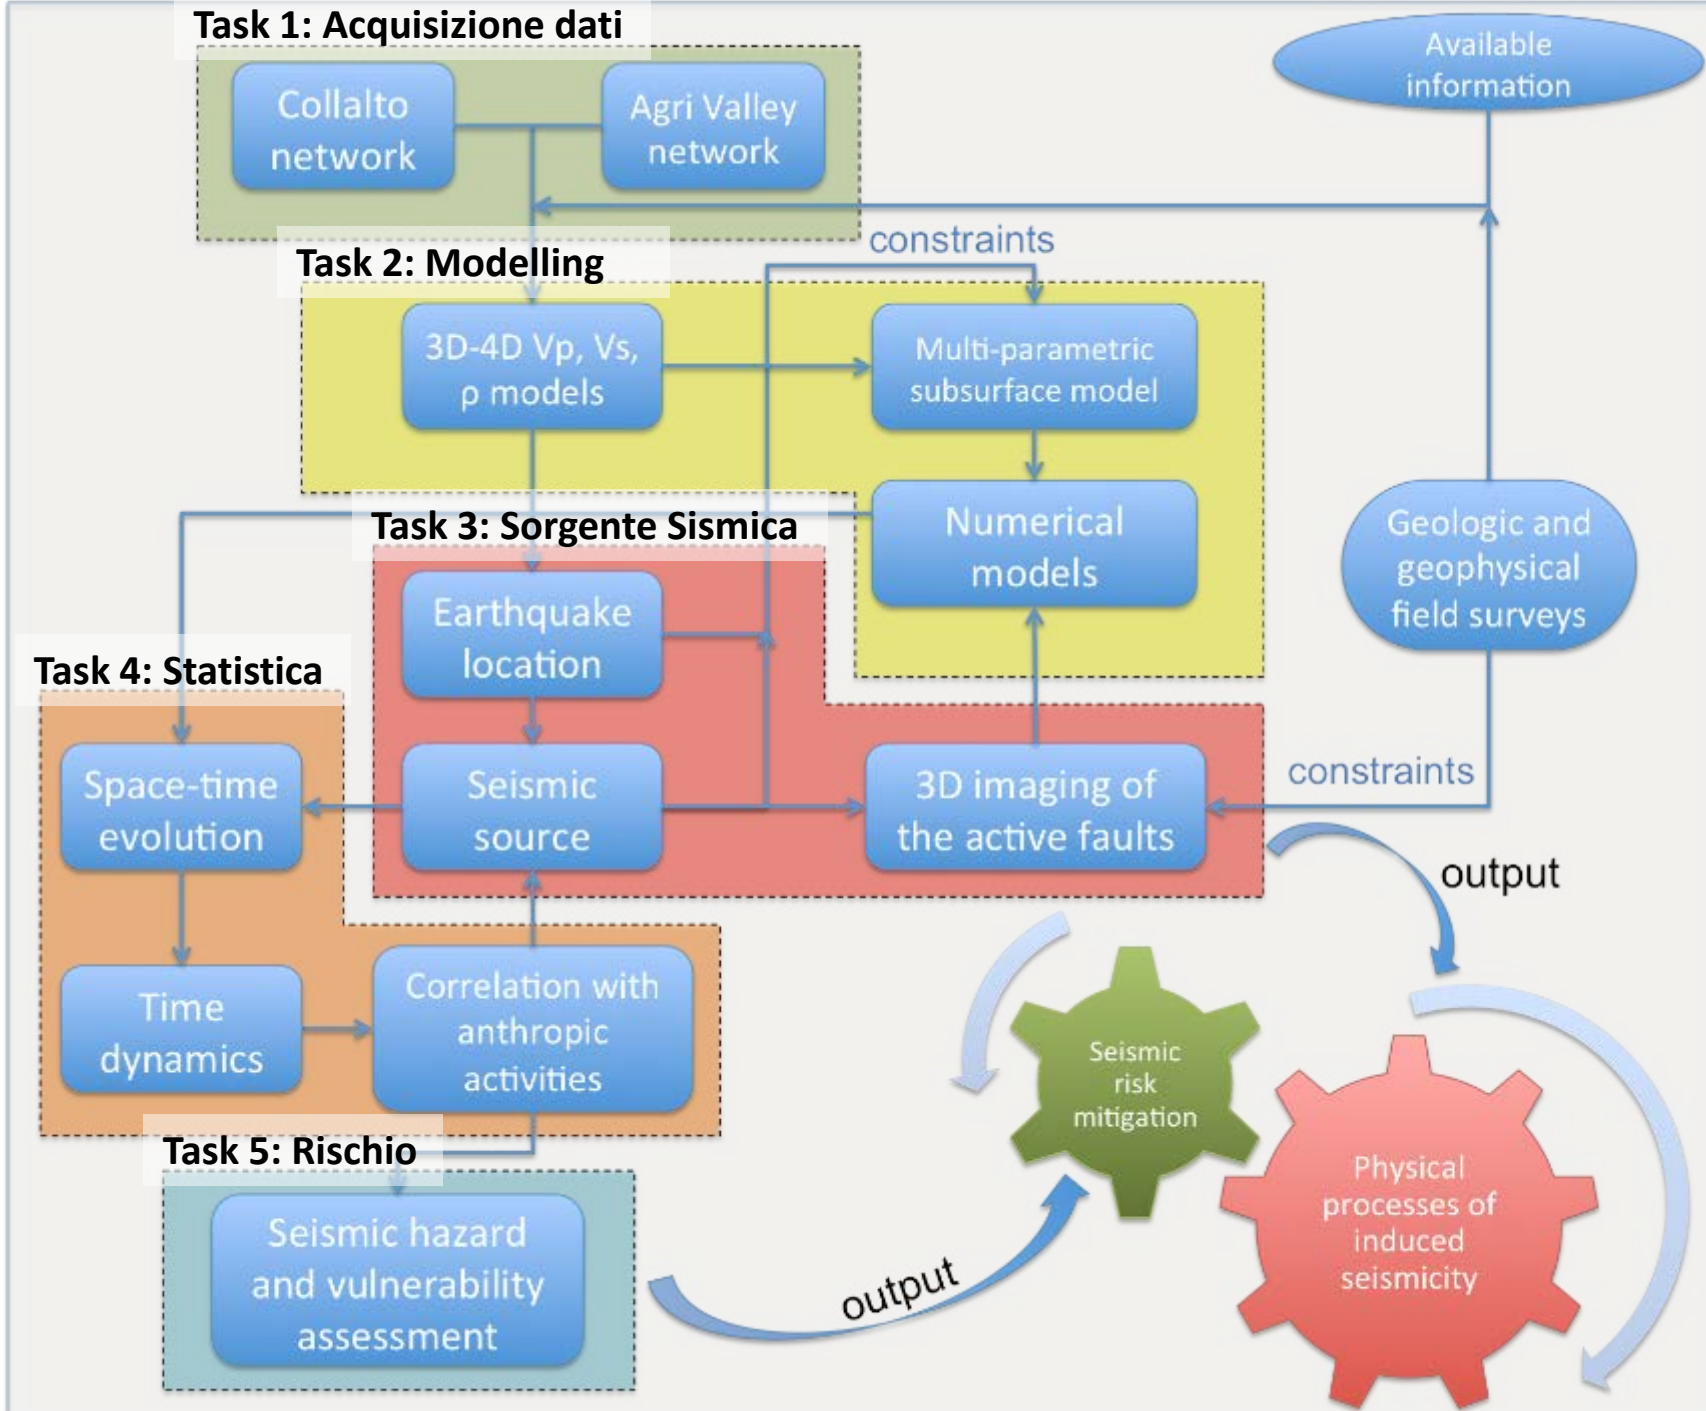 Task 1: Acquisizione dati
Collalto
network
Agri Valley
network
Available
information
constraints
Task 2: Modelling
3D-4D Vp, Vs,
ρ models
Multi-parametric
subsurface model
Numerical
models
Geologic and
geophysical
field surveys
Task 3: Sorgente Sismica
Earthquake
location
Task 4: Statistica
Space-time
evolution
Seismic
source
3D imaging of
the active faults
constraints
output
Time
dynamics
Correlation with
anthropic
activities
Seismic
risk
mitigation
Physical
processes of
induced
seismicity
Task 5: Rischio
Seismic hazard
and vulnerability
assessment
output